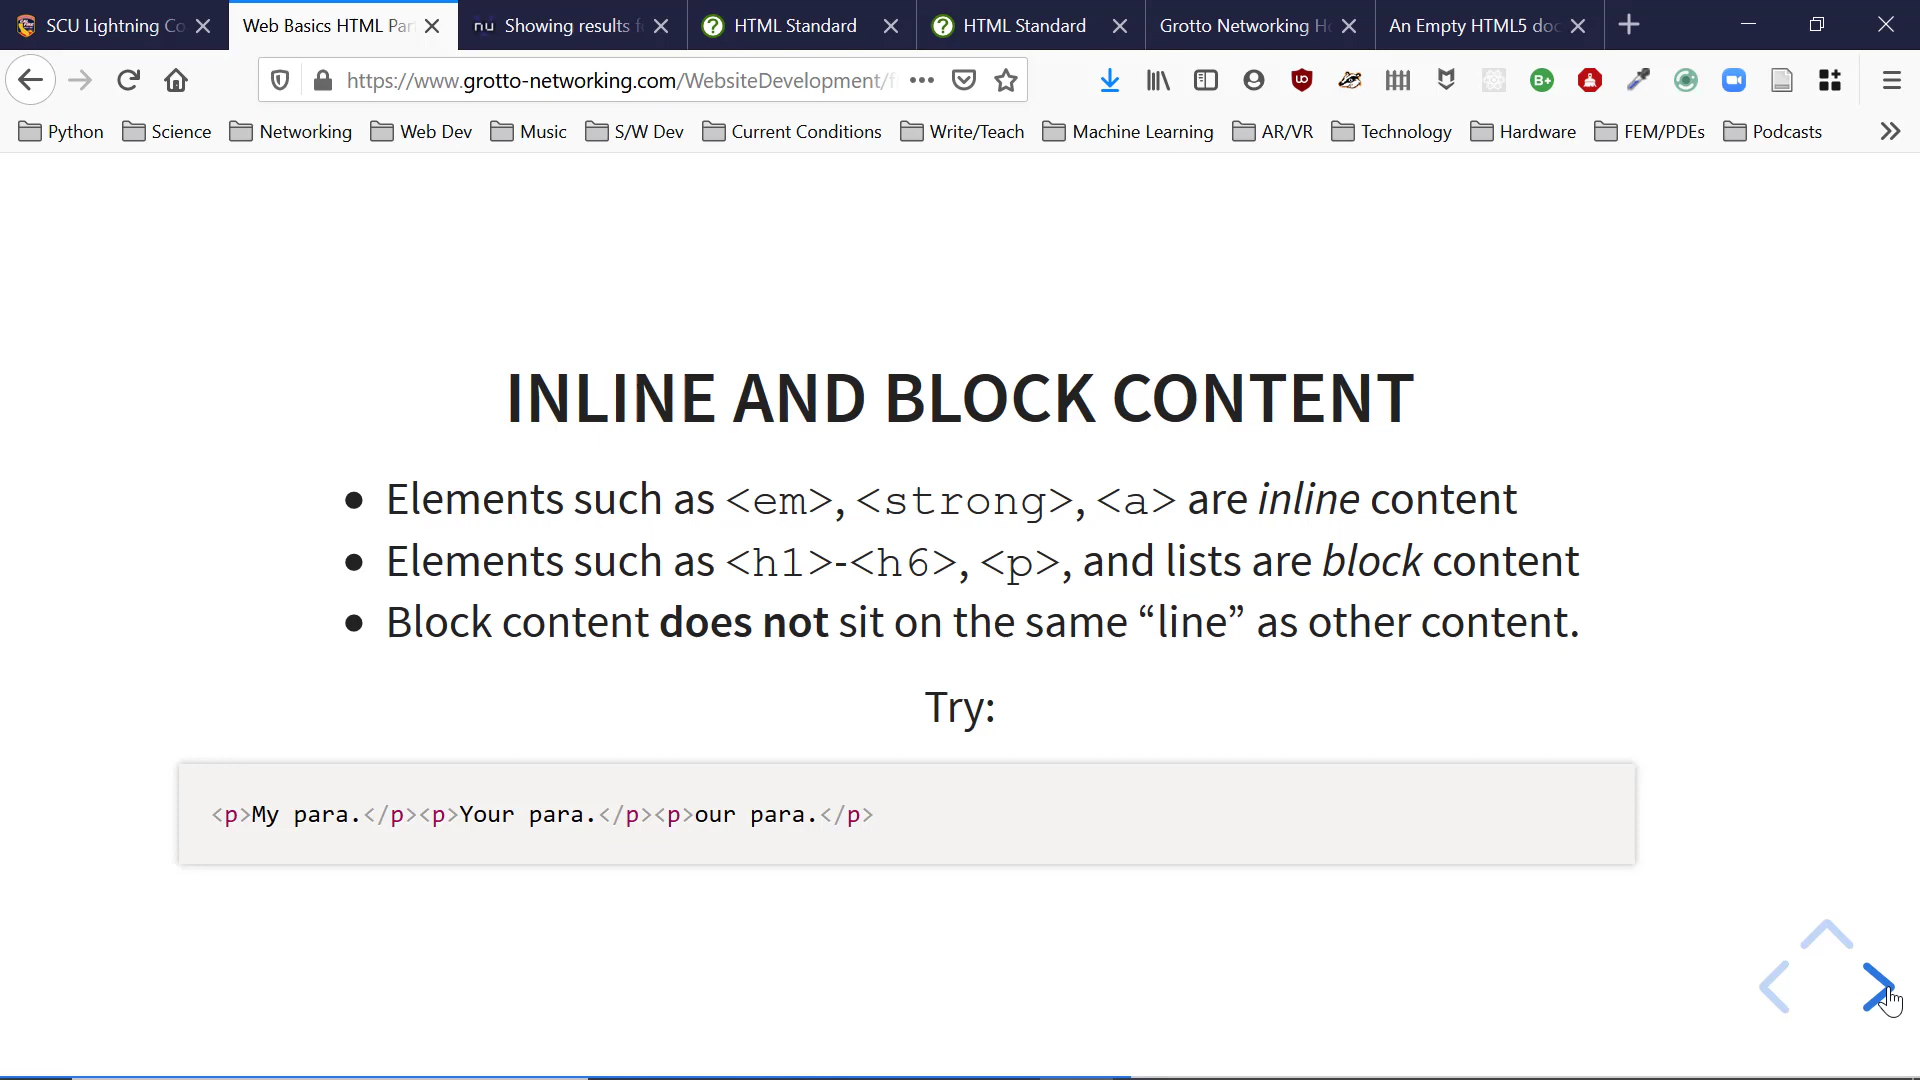 SCU Lightning Co
Web Basics HTML Par
nu Showing results f
HTML Standard
HTML Standard
Grotto Networking H
An Empty HTML5 doc
https://www.grotto-networking.com/WebsiteDevelopment/f
Python
Science
Networking
Web Dev
Music
S/W Dev
Current Conditions
Write/Teach
Machine Learning
AR/VR
Technology
Hardware
FEM/PDEs
Podcasts
INLINE AND BLOCK CONTENT
• Elements such as <em>, <strong>, <a> are inline content
• Elements such as <h1>-<h6>, <p>, and lists are block content
• Block content does not sit on the same “line” as other content.
Try:
<p>My para.</p><p>Your para.</p><p>our para.</p>